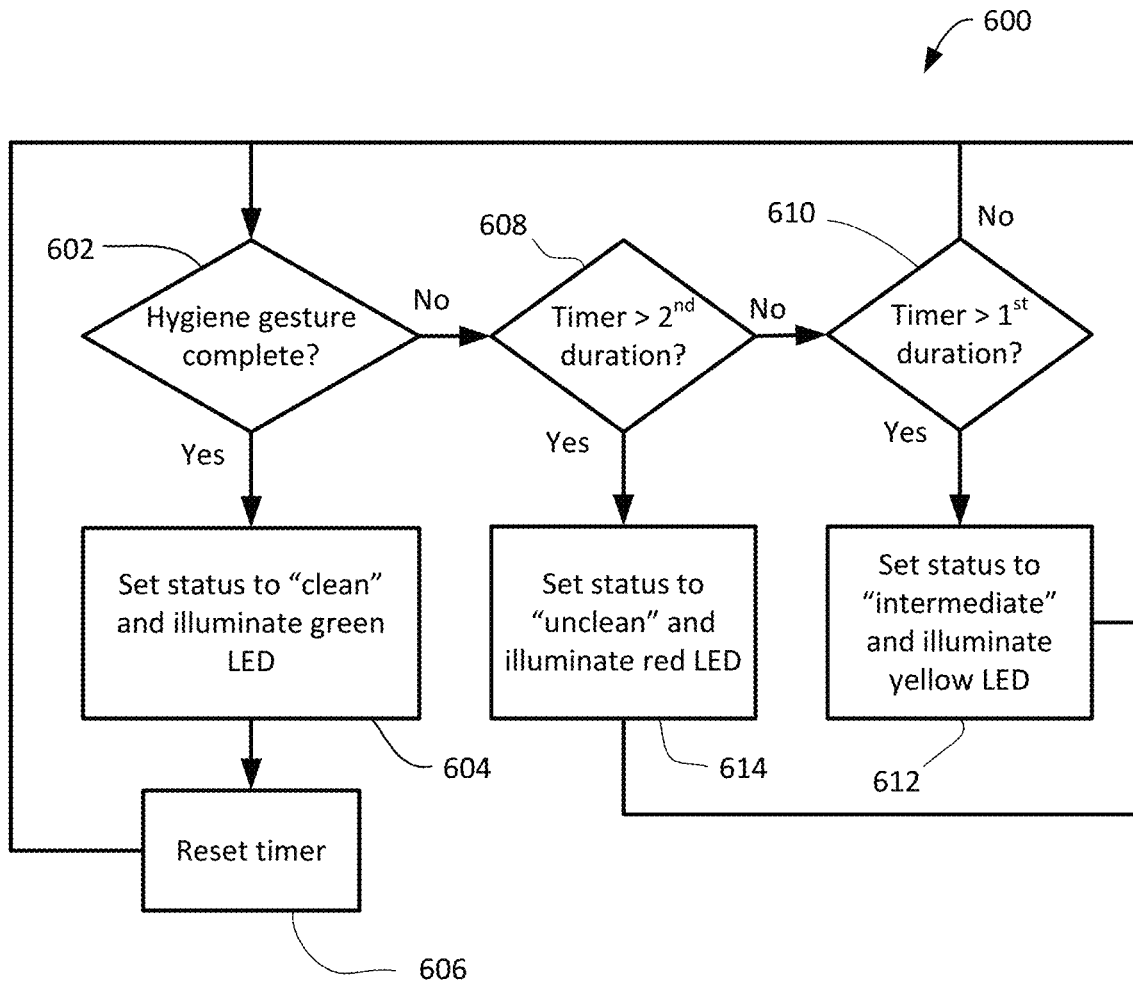 600
602
Hygiene gesture
complete?
No
608
Timer > 2nd
duration?
No
610
No
Timer > 1st
duration?
Yes
Yes
Yes
Set status to “clean”
and illuminate green
LED
604
Set status to
“unclean” and
illuminate red LED
614
Set status to
“intermediate”
and illuminate
yellow LED
612
Reset timer
606